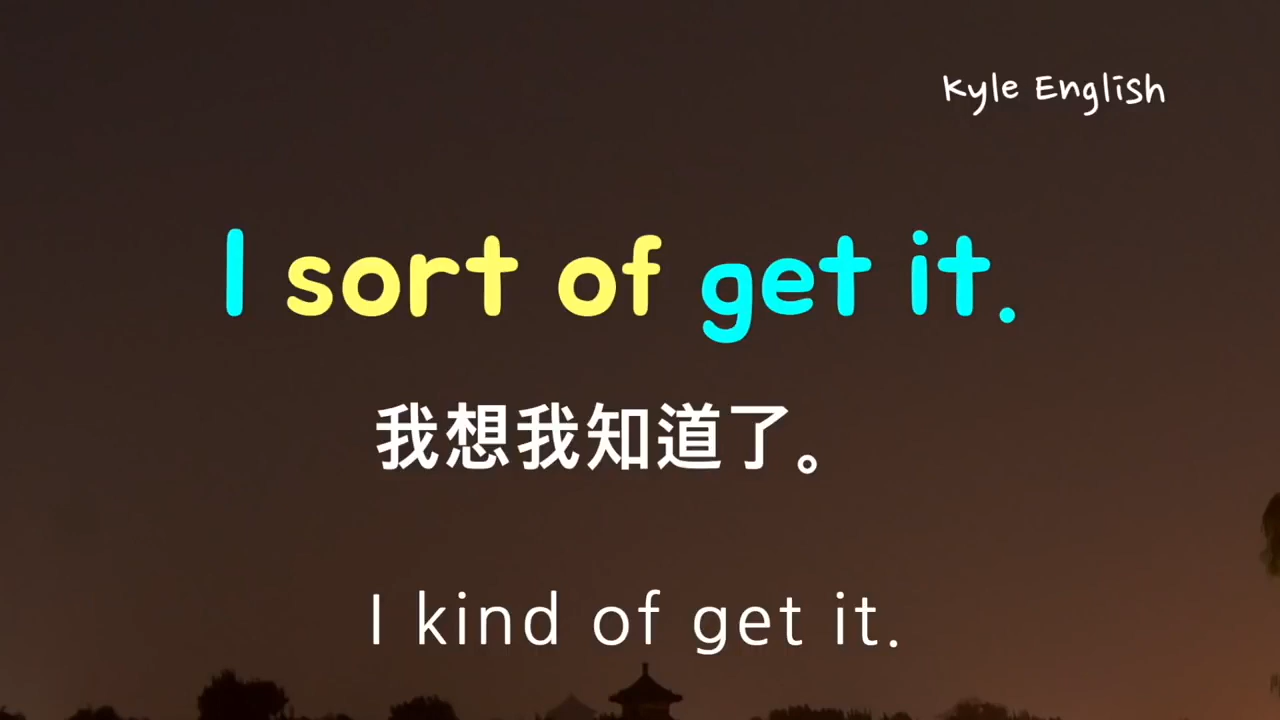 Kyle English
I sort of get it.
我想我知道了。
I kind of get it.